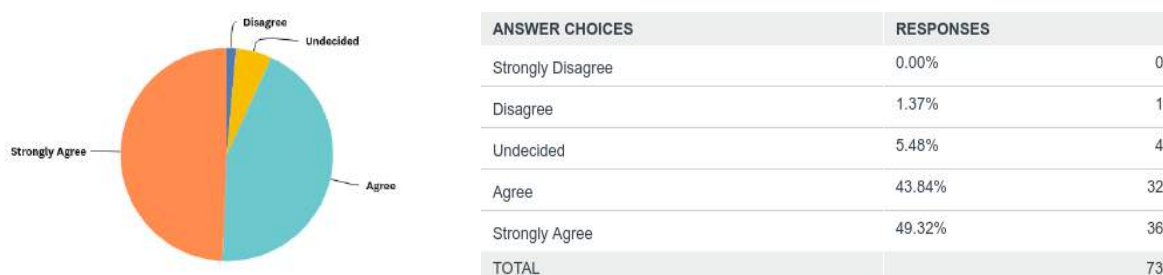 Disagree
Undecided
Strongly Agree
Agree
ANSWER CHOICES RESPONSES
Strongly Disagree 0.00% 0
Disagree 1.37% 1
Undecided 5.48% 4
Agree 43.84% 32
Strongly Agree 49.32% 36
TOTAL 73